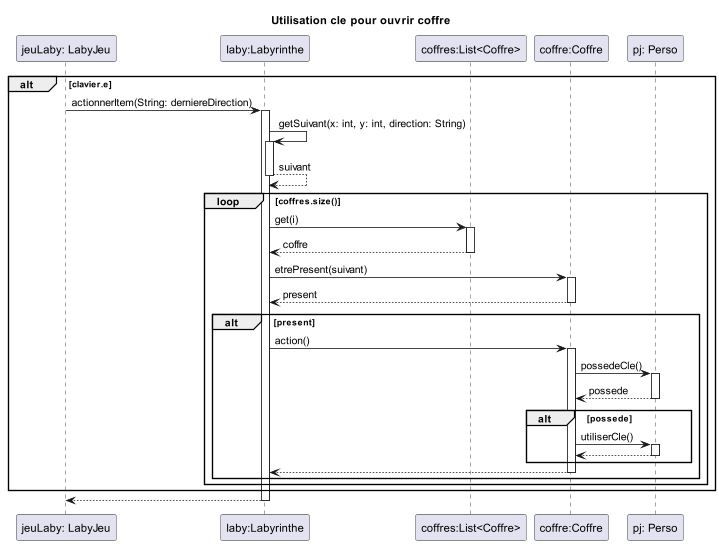 Utilisation cle pour ouvrir coffre
jeuLaby: LabyJeu laby:Labyrinthe coffres:List<Coffre> coffre:Coffre pj: Perso
alt [clavier.e]
actionnerItem(String: derniereDirection)
getSuivant(x: int, y: int, direction: String)
suivant
loop [coffres.size()]
get(i)
coffre
etrePresent(suivant)
present
alt [present]
action()
possedeCle()
possede
alt [possede]
utiliserCle()
jeuLaby: LabyJeu laby:Labyrinthe coffres:List<Coffre> coffre:Coffre pj: Perso